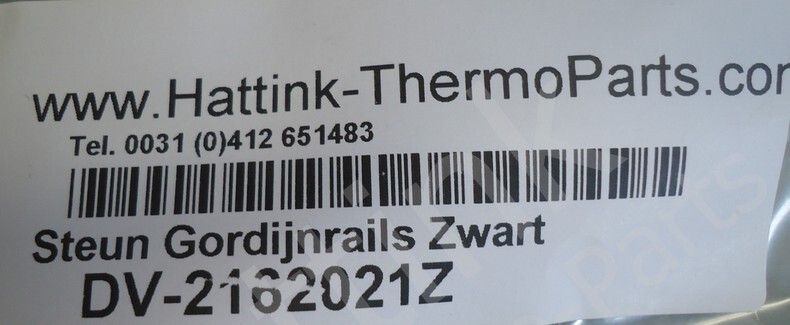 www.Hattink-ThermoParts.com
Tel. 0031 (0)412 651483
Steun Gordijnrails Zwart
DV-2162021Z